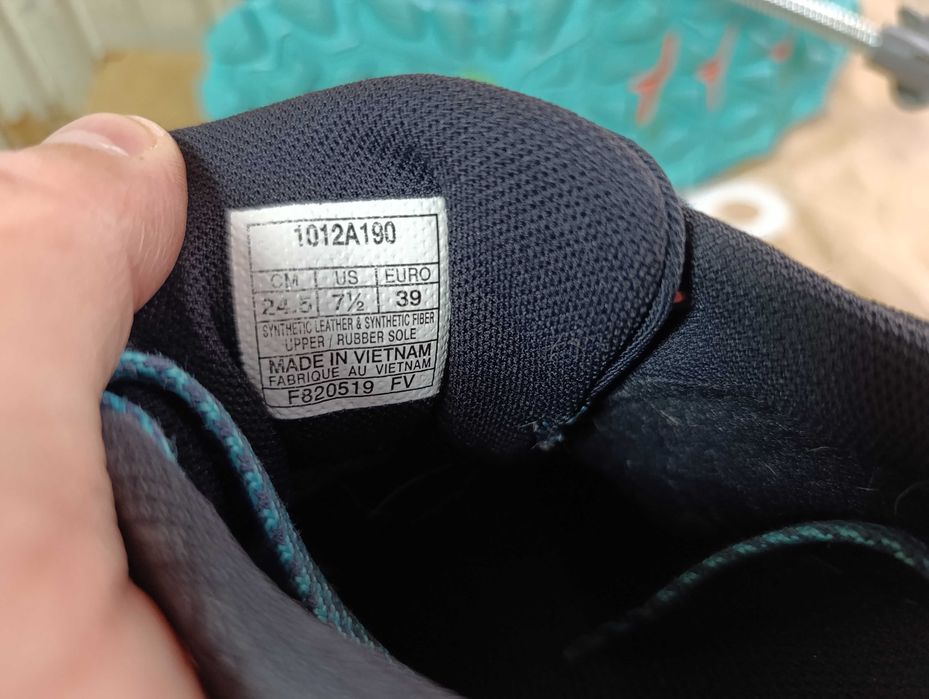 1012A190
CM US EURO
24.5 7½ 39
SYNTHETIC LEATHER & SYNTHETIC FIBER
UPPER / RUBBER SOLE
MADE IN VIETNAM
FABRIQUE AU VIETNAM
F820519 FV